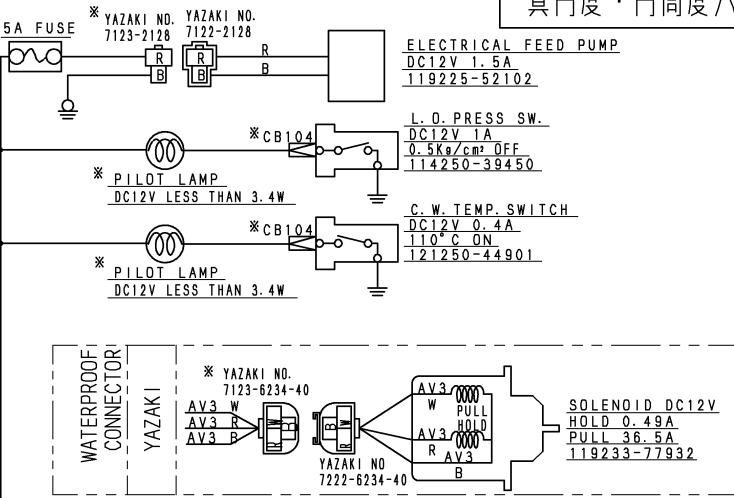 5A FUSE
※ YAZAKI NO.
7123-2128
YAZAKI NO.
7122-2128
R
B
R
B
R
B
ELECTRICAL FEED PUMP
DC12V 1.5A
119225-52102
※CB104
L.O. PRESS SW.
DC12V 1A
0.5Kg/cm² OFF
114250-39450
※ PILOT LAMP
DC12V LESS THAN 3.4W
※CB104
C.W. TEMP. SWITCH
DC12V 0.4A
110°C ON
121250-44901
※ PILOT LAMP
DC12V LESS THAN 3.4W
WATERPROOF
CONNECTOR
YAZAKI
※ YAZAKI NO.
7123-6234-40
AV3 W
AV3 R
AV3 B
R W
B
YAZAKI NO
7222-6234-40
B
R W
AV3
W
PULL
HOLD
AV3
R
AV3
B
SOLENOID DC12V
HOLD 0.49A
PULL 36.5A
119233-77932